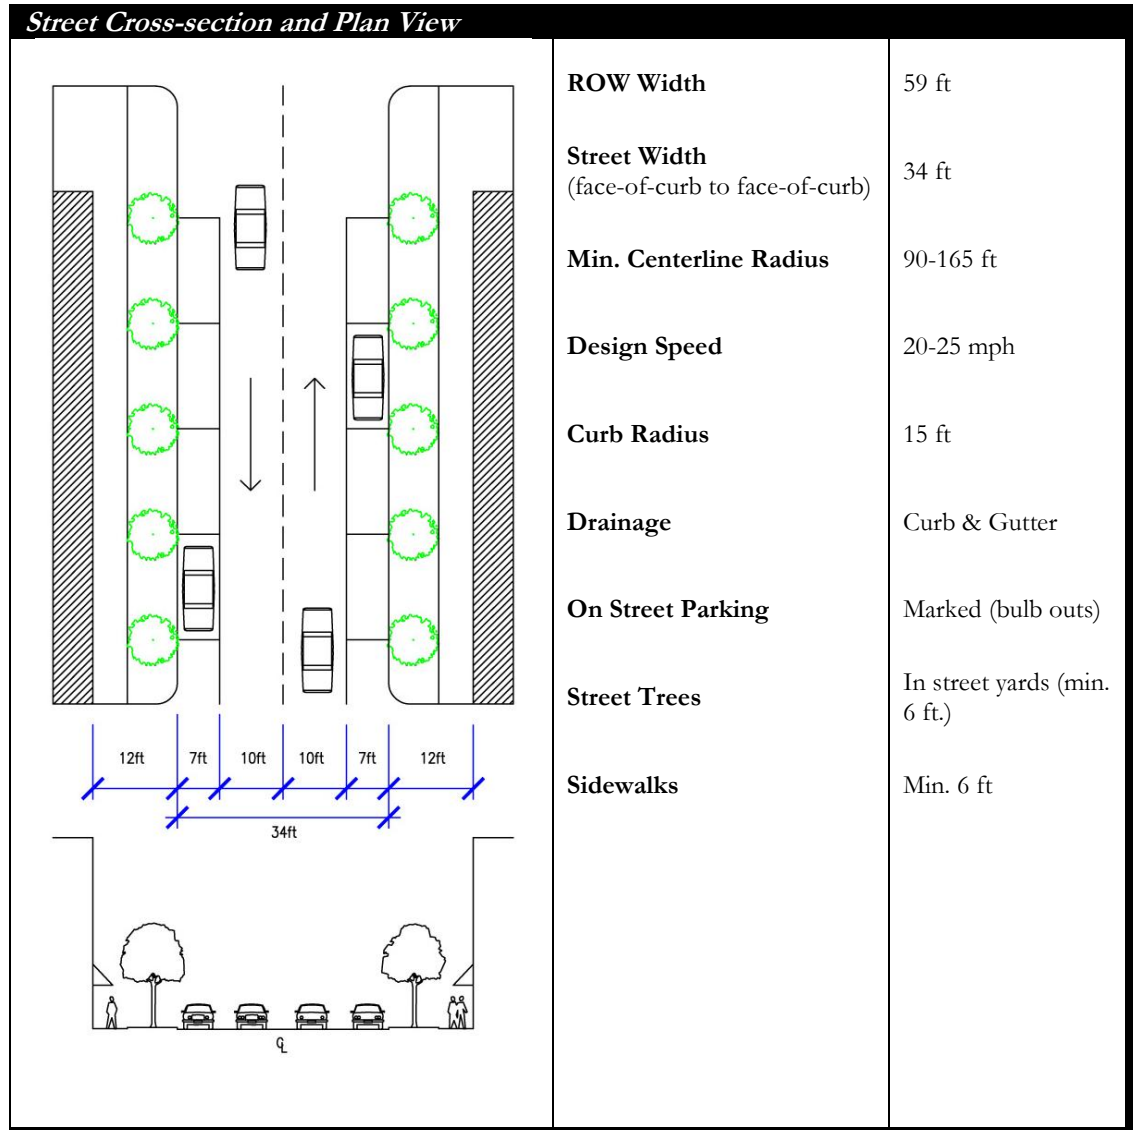 Street Cross-section and Plan View
ROW Width
59 ft
Street Width
(face-of-curb to face-of-curb)
34 ft
Min. Centerline Radius
90-165 ft
Design Speed
20-25 mph
Curb Radius
15 ft
Drainage
Curb & Gutter
On Street Parking
Marked (bulb outs)
Street Trees
In street yards (min.
6 ft.)
Sidewalks
Min. 6 ft
12ft 7ft 10ft 10ft 7ft 12ft
34ft
℄